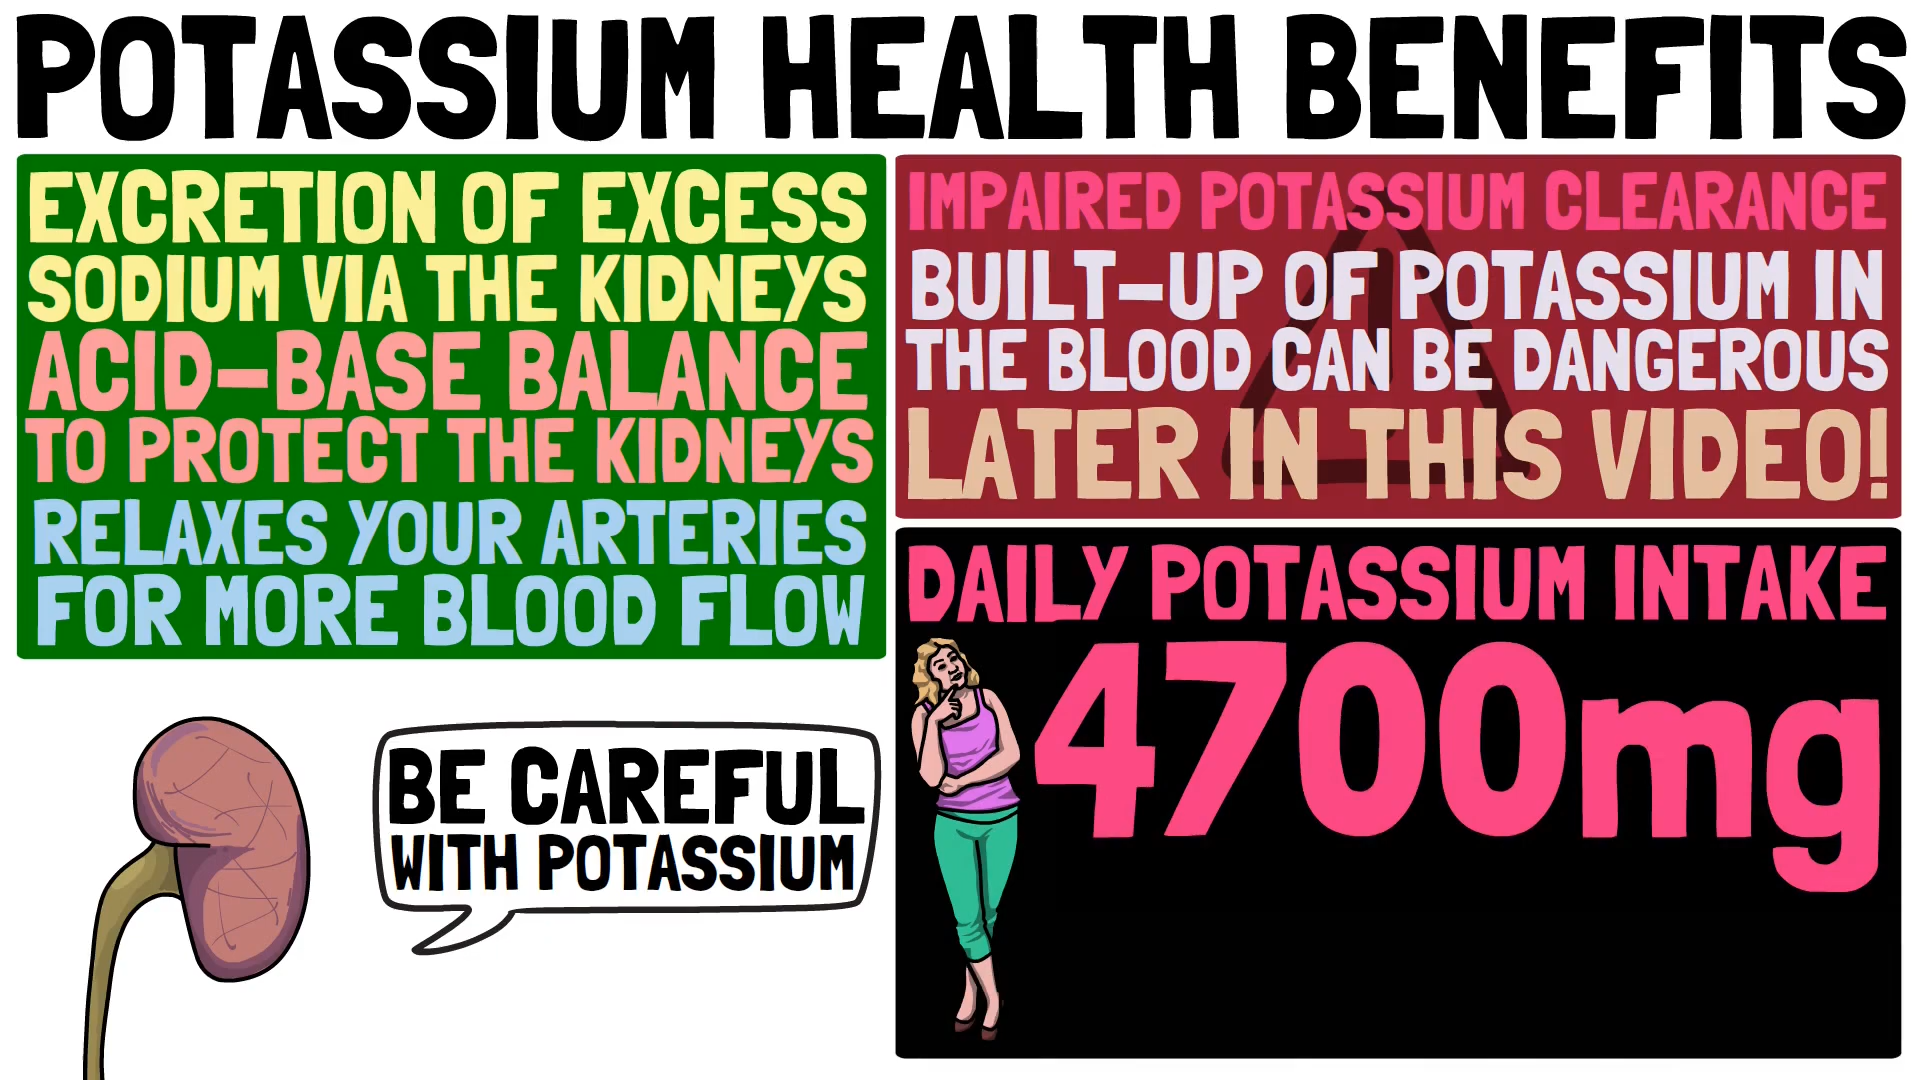 POTASSIUM HEALTH BENEFITS
EXCRETION OF EXCESS
SODIUM VIA THE KIDNEYS
ACID-BASE BALANCE
TO PROTECT THE KIDNEYS
RELAXES YOUR ARTERIES
FOR MORE BLOOD FLOW
IMPAIRED POTASSIUM CLEARANCE
BUILT-UP OF POTASSIUM IN
THE BLOOD CAN BE DANGEROUS
LATER IN THIS VIDEO!
DAILY POTASSIUM INTAKE
4700mg
BE CAREFUL
WITH POTASSIUM